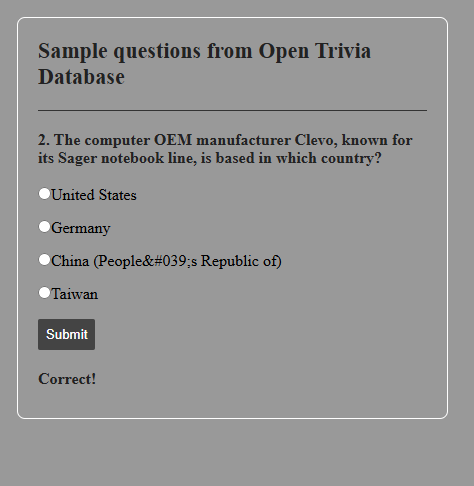 Sample questions from Open Trivia
Database
2. The computer OEM manufacturer Clevo, known for
its Sager notebook line, is based in which country?
United States
Germany
China (People&#039;s Republic of)
Taiwan
Submit
Correct!